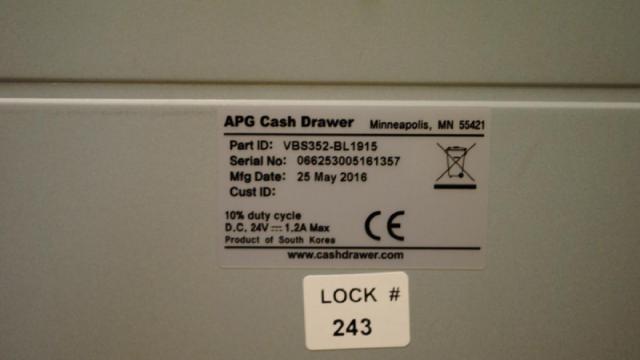 APG Cash Drawer Minneapolis, MN 55421
Part ID: VBS352-BL1915
Serial No: 066253005161357
Mfg Date: 25 May 2016
Cust ID:
10% duty cycle
D.C. 24V ⎓ 1.2A Max
Product of South Korea
CE
www.cashdrawer.com
LOCK #
243